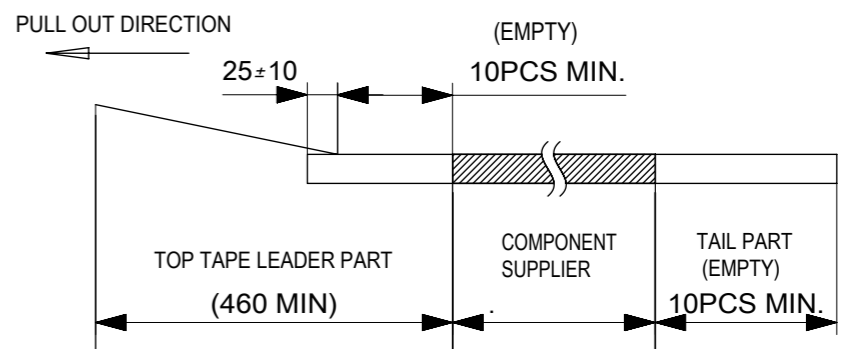 PULL OUT DIRECTION
(EMPTY)
25±10
10PCS MIN.
TOP TAPE LEADER PART
(460 MIN)
COMPONENT
SUPPLIER
.
TAIL PART
(EMPTY)
10PCS MIN.